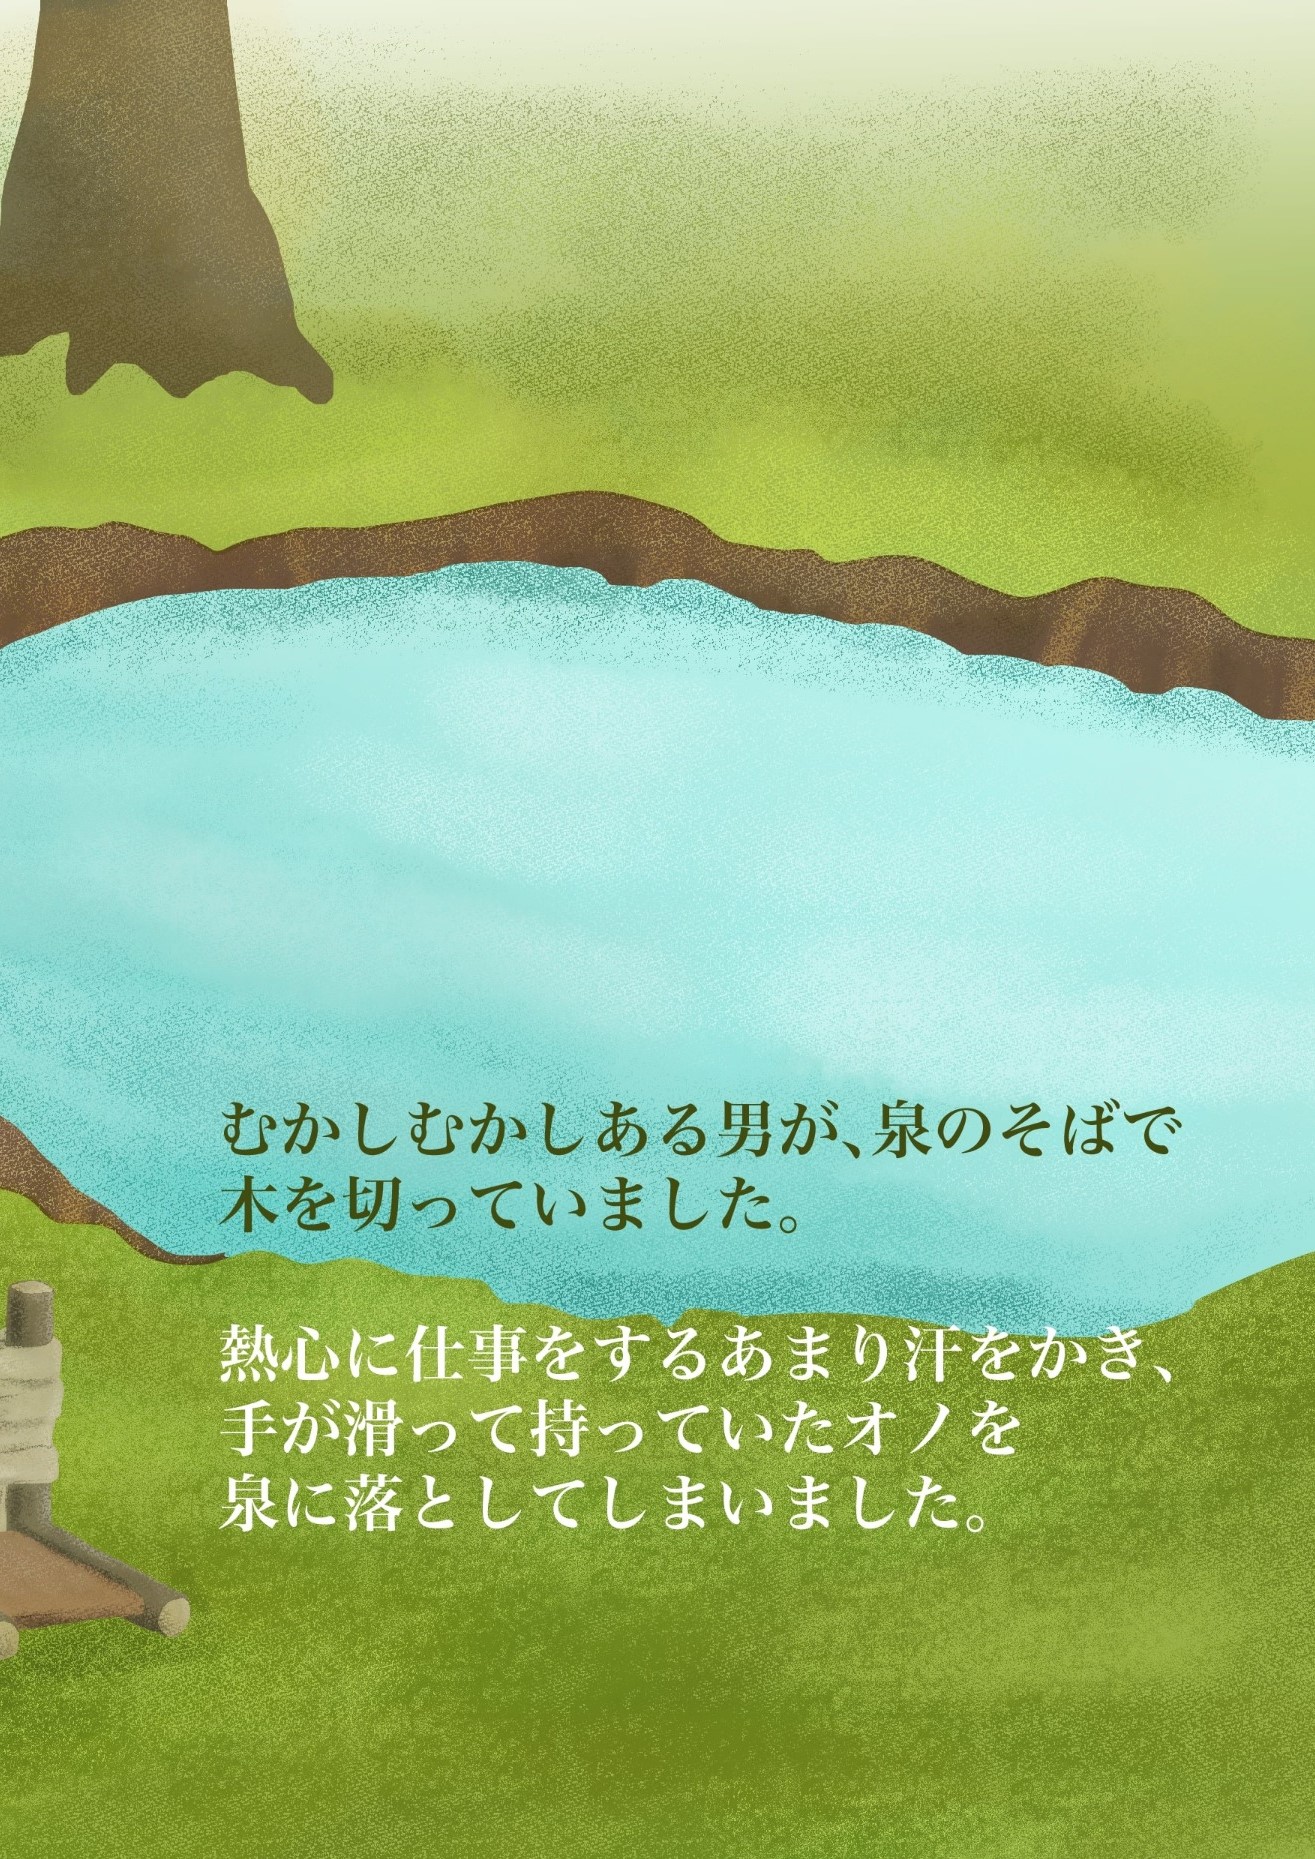 むかしむかしある男が、泉のそばで
木を切っていました。
熱心に仕事をするあまり汗をかき、
手が滑って持っていたオノを
泉に落としてしまいました。